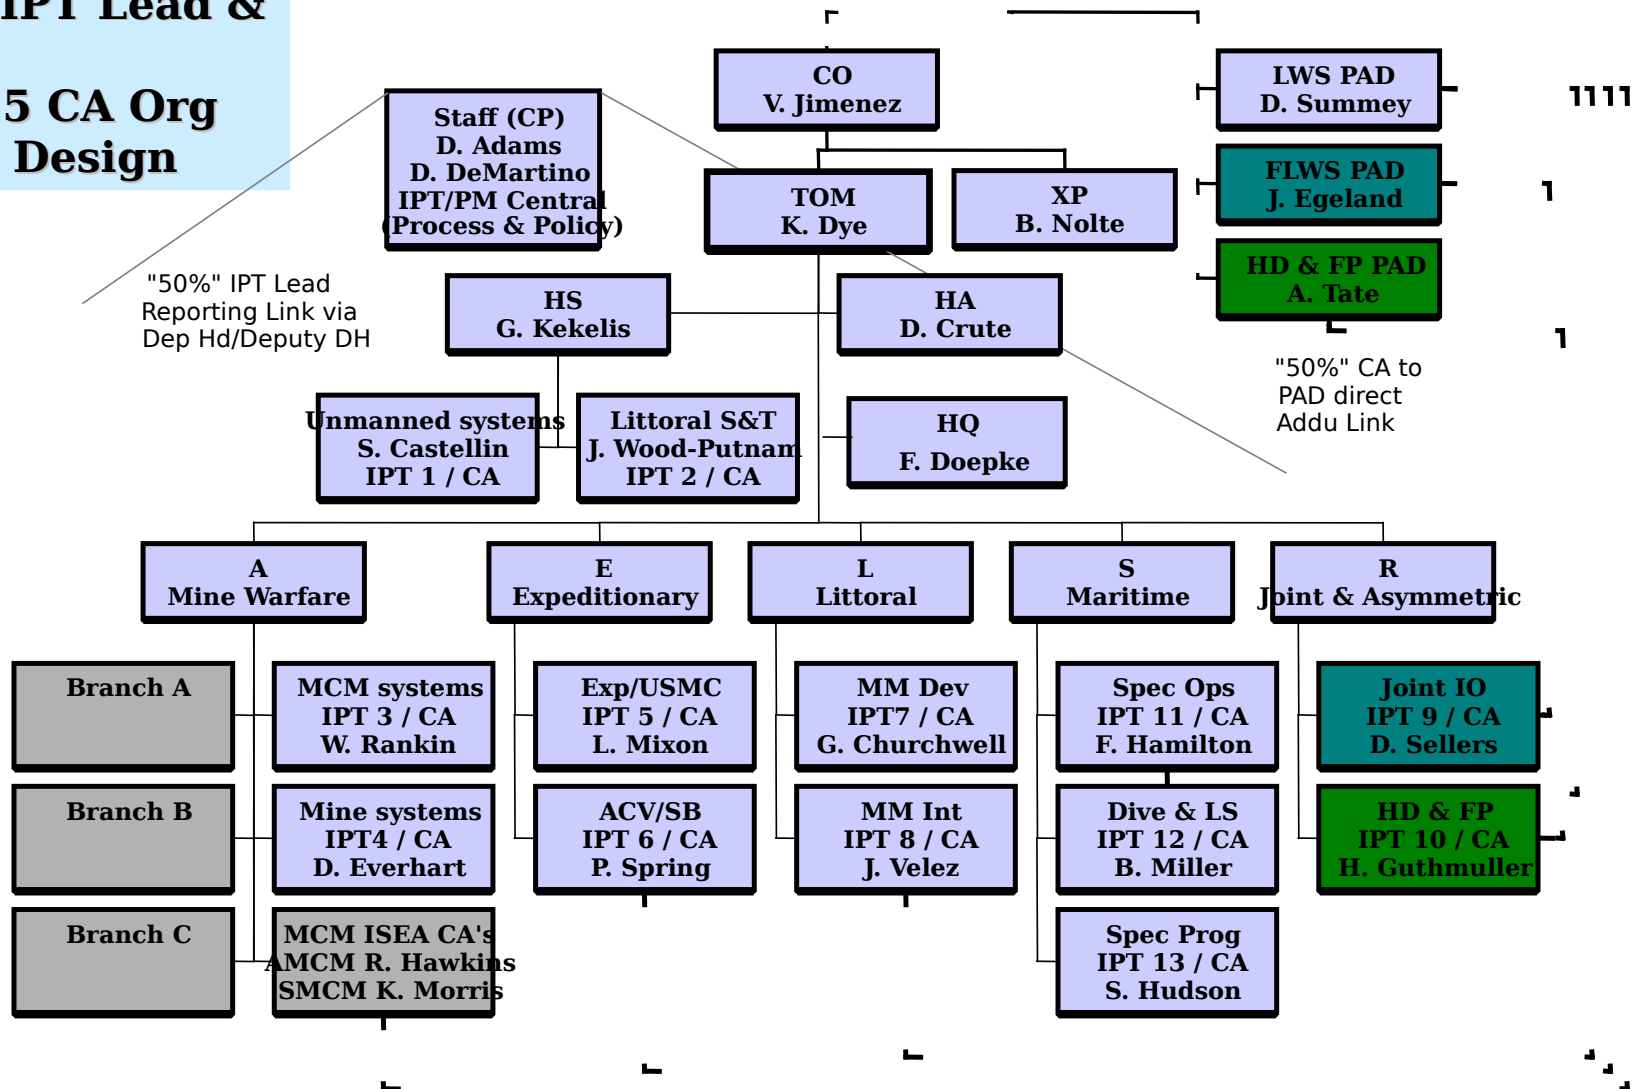 IPT Lead &
5 CA Org
Design
CO
V. Jimenez
LWS PAD
D. Summey
Staff (CP)
D. Adams
D. DeMartino
IPT/PM Central
(Process & Policy)
FLWS PAD
J. Egeland
TOM
K. Dye
XP
B. Nolte
HD & FP PAD
A. Tate
"50%" IPT Lead
Reporting Link via
Dep Hd/Deputy DH
HS
G. Kekelis
HA
D. Crute
"50%" CA to
PAD direct
Addu Link
Unmanned systems
S. Castellin
IPT 1 / CA
Littoral S&T
J. Wood-Putnam
IPT 2 / CA
HQ
F. Doepke
A
Mine Warfare
E
Expeditionary
L
Littoral
S
Maritime
R
Joint & Asymmetric
Branch A
MCM systems
IPT 3 / CA
W. Rankin
Exp/USMC
IPT 5 / CA
L. Mixon
MM Dev
IPT7 / CA
G. Churchwell
Spec Ops
IPT 11 / CA
F. Hamilton
Joint IO
IPT 9 / CA
D. Sellers
Branch B
Mine systems
IPT4 / CA
D. Everhart
ACV/SB
IPT 6 / CA
P. Spring
MM Int
IPT 8 / CA
J. Velez
Dive & LS
IPT 12 / CA
B. Miller
HD & FP
IPT 10 / CA
H. Guthmuller
Branch C
MCM ISEA CA's
AMCM R. Hawkins
SMCM K. Morris
Spec Prog
IPT 13 / CA
S. Hudson